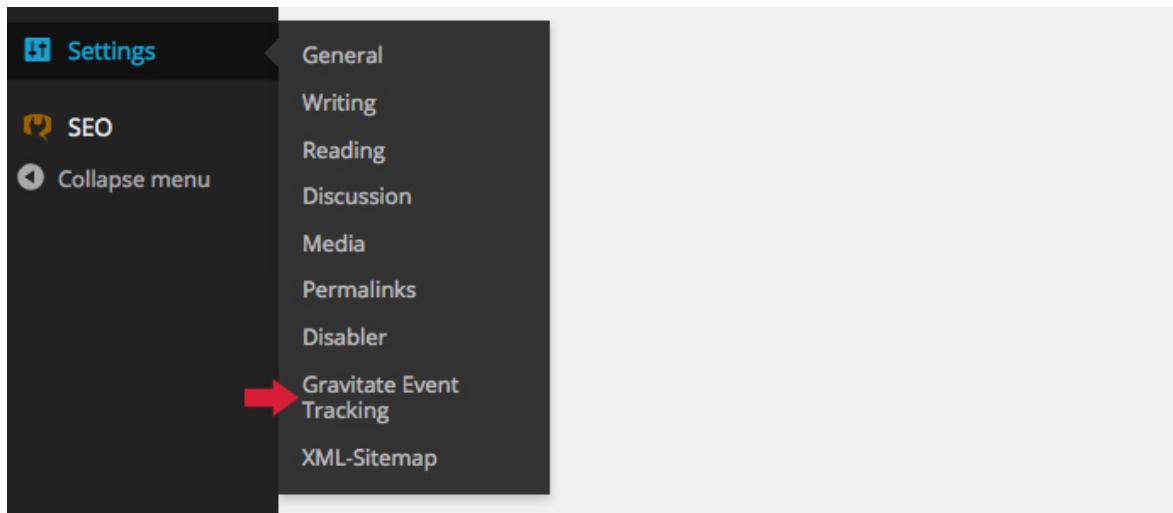 Settings
SEO
Collapse menu
General
Writing
Reading
Discussion
Media
Permalinks
Disabler
Gravitate Event
Tracking
XML-Sitemap